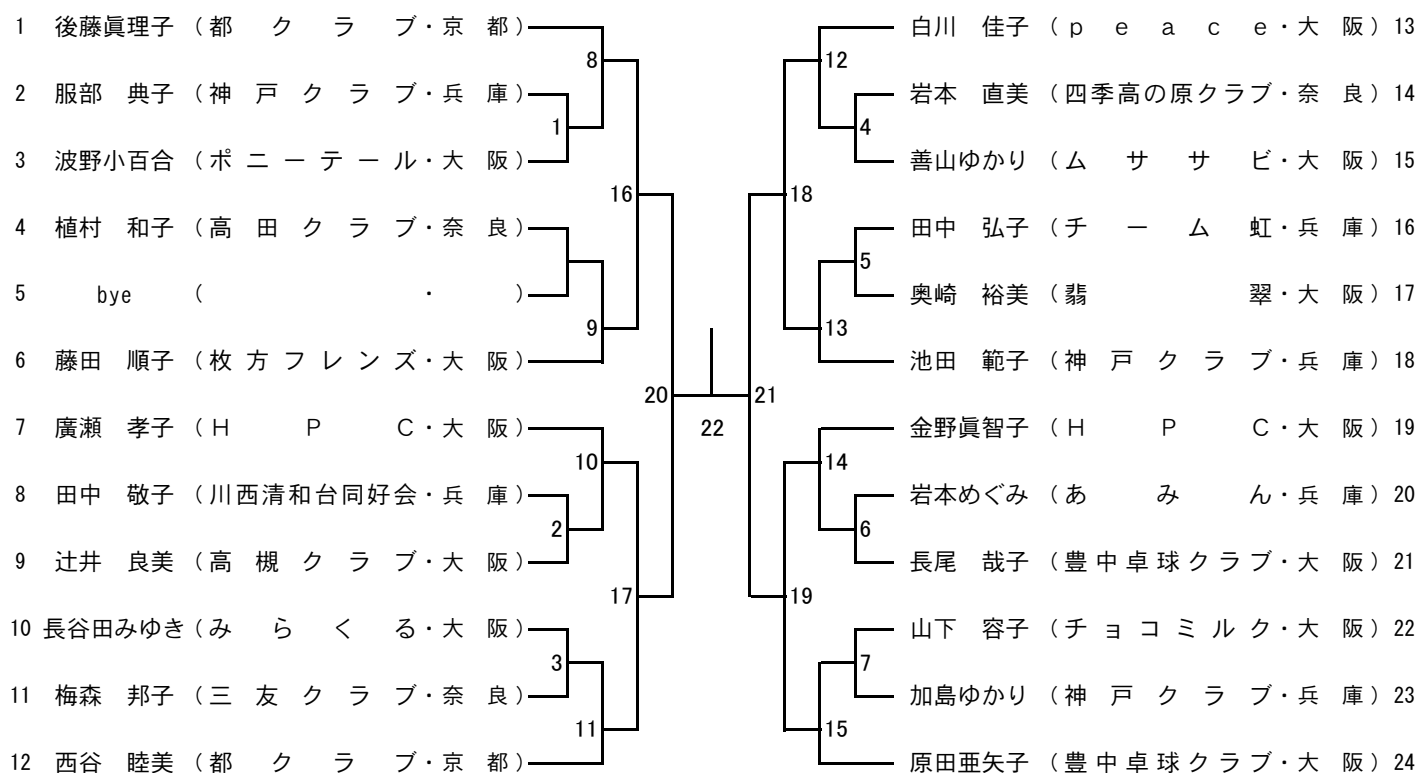 1 後藤眞理子 (都クラブ・京都)
2 服部 典子 (神戸クラブ・兵庫)
3 波野小百合 (ポニーテール・大阪)
4 植村 和子 (高田クラブ・奈良)
5 bye ( ・ )
6 藤田 順子 (枚方フレンズ・大阪)
7 廣瀬 孝子 (HPC・大阪)
8 田中 敬子 (川西清和台同好会・兵庫)
9 辻井 良美 (高槻クラブ・大阪)
10 長谷田みゆき (みらくる・大阪)
11 梅森 邦子 (三友クラブ・奈良)
12 西谷 睦美 (都クラブ・京都)
8
1
16
9
20
10
2
17
3
11
22
12
4
18
5
13
21
14
6
19
7
15
白川 佳子 (peace・大阪) 13
岩本 直美 (四季高の原クラブ・奈良) 14
善山ゆかり (ムササビ・大阪) 15
田中 弘子 (チーム虹・兵庫) 16
奥崎 裕美 (翡翠・大阪) 17
池田 範子 (神戸クラブ・兵庫) 18
金野眞智子 (HPC・大阪) 19
岩本めぐみ (あみん・兵庫) 20
長尾 哉子 (豊中卓球クラブ・大阪) 21
山下 容子 (チョコミルク・大阪) 22
加島ゆかり (神戸クラブ・兵庫) 23
原田亜矢子 (豊中卓球クラブ・大阪) 24